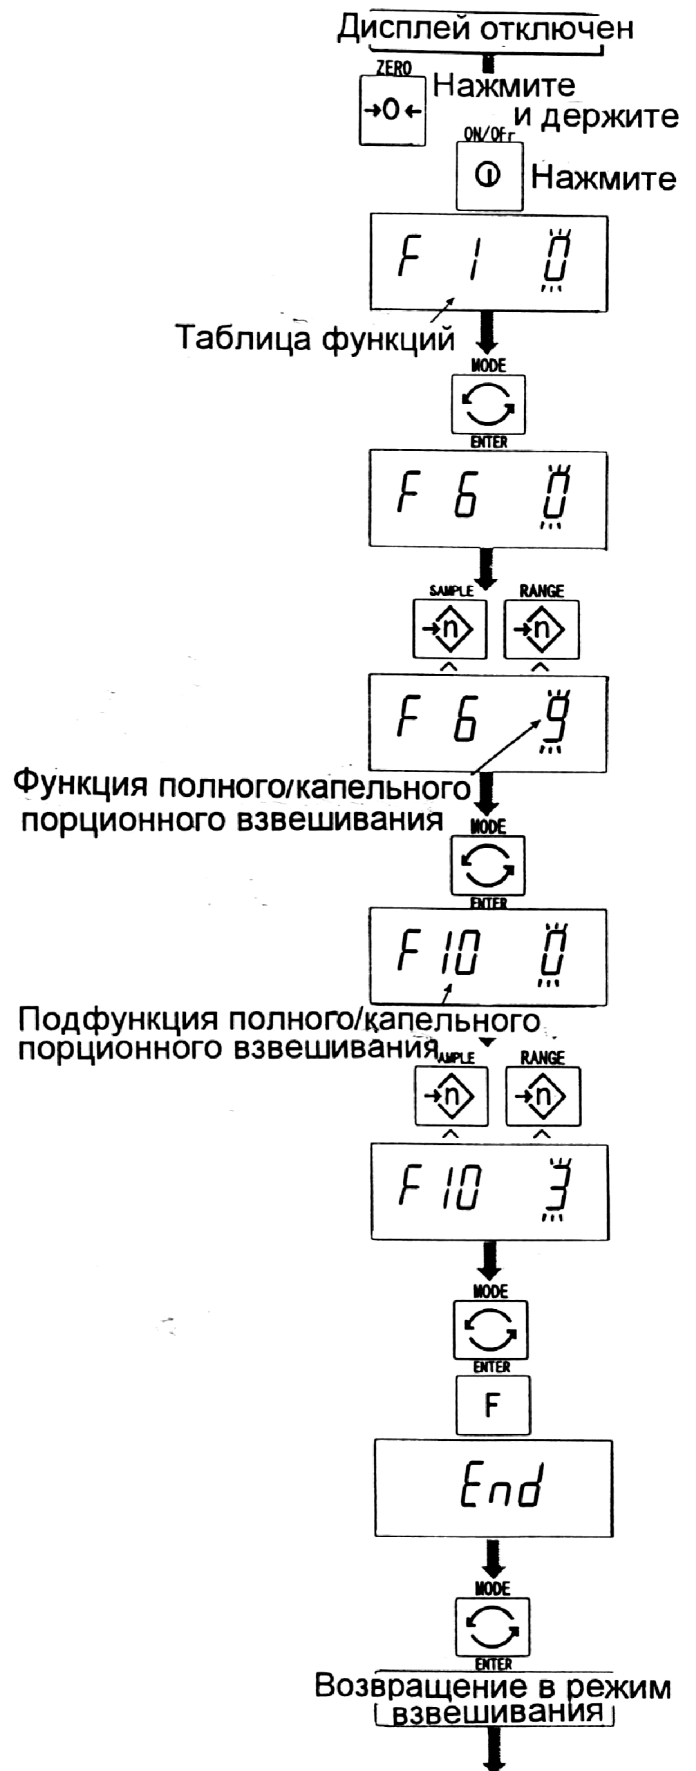 Дисплей отключен
ZERO
Нажмите
→0←
и держите
ON/OFF
Нажмите
F 1 0
Таблица функций
MODE
ENTER
F 6 0
SAMPLE RANGE
n n
F 6 9
Функция полного/капельного
порционного взвешивания
MODE
ENTER
F 10 0
Подфункция полного/капельного
порционного взвешивания
AMPLE RANGE
n n
F 10 3
MODE
ENTER
F
End
MODE
ENTER
Возвращение в режим
взвешивания